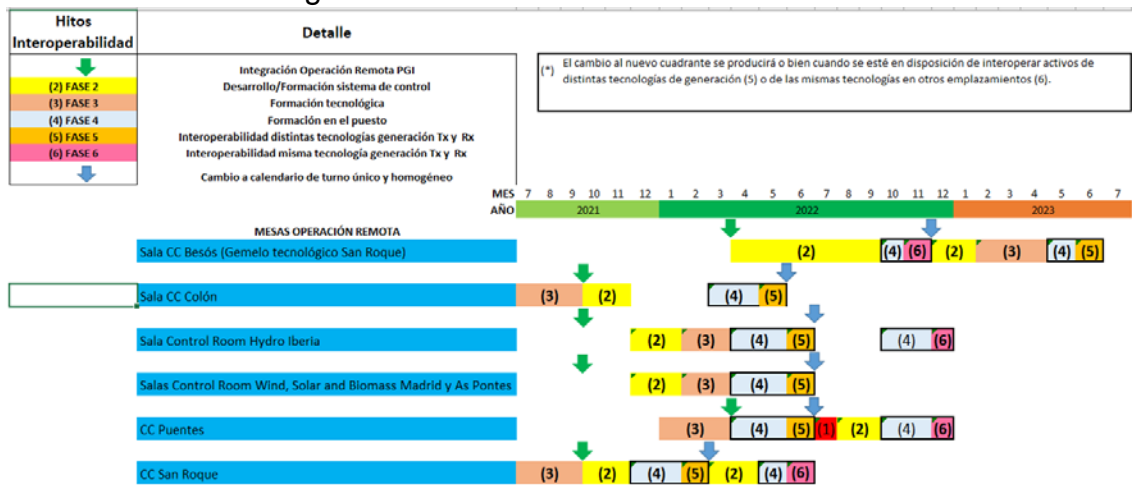 Hitos
Interoperabilidad
Detalle
Integración Operación Remota PGI
(2) FASE 2 Desarrollo/Formación sistema de control
(3) FASE 3 Formación tecnológica
(4) FASE 4 Formación en el puesto
(5) FASE 5 Interoperabilidad distintas tecnologías generación Tx y Rx
(6) FASE 6 Interoperabilidad misma tecnología generación Tx y Rx
Cambio a calendario de turno único y homogéneo
(*) El cambio al nuevo cuadrante se producirá o bien cuando se esté en disposición de interoperar activos de
distintas tecnologías de generación (5) o de las mismas tecnologías en otros emplazamientos (6).
MES 7 8 9 10 11 12 1 2 3 4 5 6 7 8 9 10 11 12 1 2 3 4 5 6 7
AÑO 2021 2022 2023
MESAS OPERACIÓN REMOTA
Sala CC Besós (Gemelo tecnológico San Roque) (2) (4) (6) (2) (3) (4) (5)
Sala CC Colón (3) (2) (4) (5)
Sala Control Room Hydro Iberia (2) (3) (4) (5) (4) (6)
Salas Control Room Wind, Solar and Biomass Madrid y As Pontes (2) (3) (4) (5)
CC Puentes (3) (4) (5) (1) (2) (4) (6)
CC San Roque (3) (2) (4) (5) (2) (4) (6)